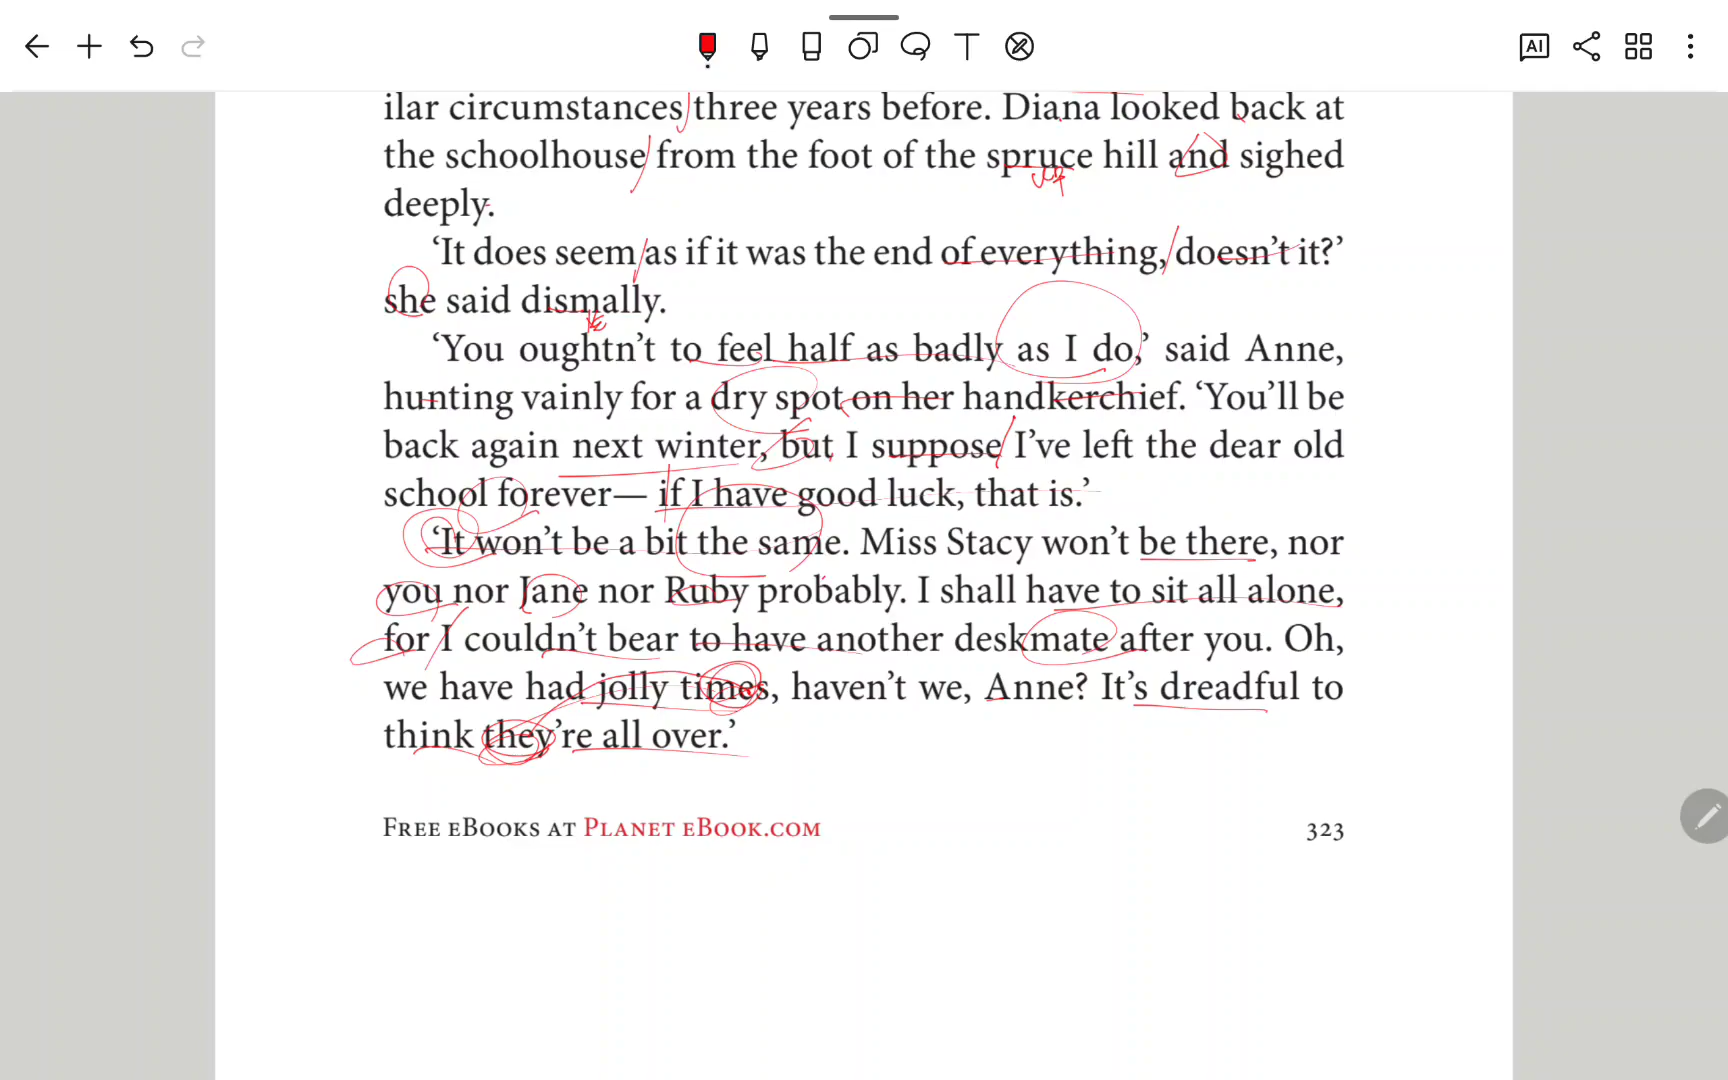 AI
ilar circumstances three years before. Diana looked back at
the schoolhouse from the foot of the spruce hill and sighed
deeply.
‘It does seem as if it was the end of everything, doesn’t it?’
she said dismally.
‘You oughtn’t to feel half as badly as I do,’ said Anne,
hunting vainly for a dry spot on her handkerchief. ‘You’ll be
back again next winter, but I suppose I’ve left the dear old
school forever— if I have good luck, that is.’
‘It won’t be a bit the same. Miss Stacy won’t be there, nor
you nor Jane nor Ruby probably. I shall have to sit all alone,
for I couldn’t bear to have another deskmate after you. Oh,
we have had jolly times, haven’t we, Anne? It’s dreadful to
think they’re all over.’
Free eBooks at Planet eBook.com
323